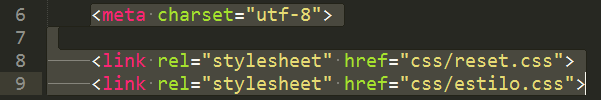 6 <meta charset="utf-8">
7
8 <link rel="stylesheet" href="css/reset.css">
9 <link rel="stylesheet" href="css/estilo.css">